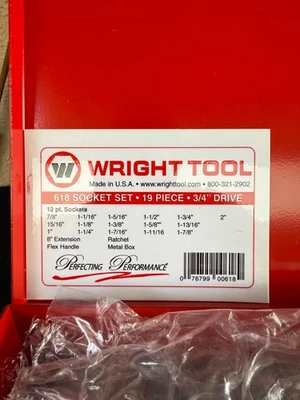 W WRIGHT TOOL
Made in U.S.A. • www.wrighttool.com • 800-321-2902
618 SOCKET SET • 19 PIECE • 3/4" DRIVE
12 pt. Sockets
7/8" 1-1/16" 1-5/16" 1-1/2" 1-3/4" 2"
15/16" 1-1/8" 1-3/8" 1-5/8" 1-13/16"
1" 1-1/4" 1-7/16" 1-11/16 1-7/8"
8" Extension Ratchet
Flex Handle Metal Box
PERFECTING PERFORMANCE
0 76799 00618